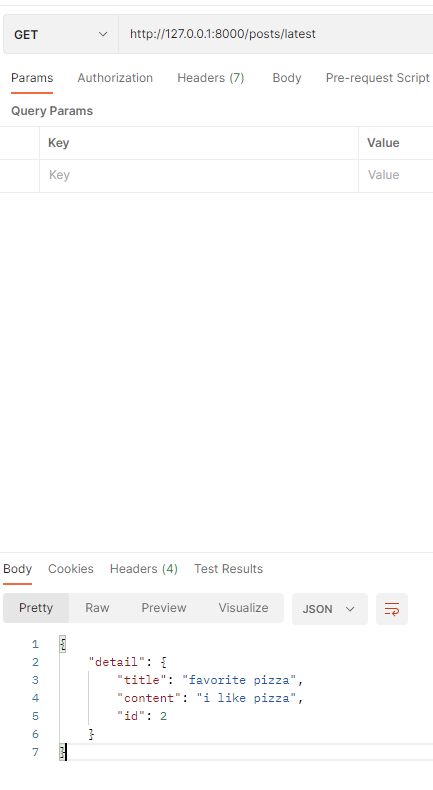 GET http://127.0.0.1:8000/posts/latest
Params Authorization Headers (7) Body Pre-request Script
Query Params
Key Value
Key Value
Body Cookies Headers (4) Test Results
Pretty Raw Preview Visualize JSON
1 {
2 "detail": {
3 "title": "favorite pizza",
4 "content": "i like pizza",
5 "id": 2
6 }
7 }